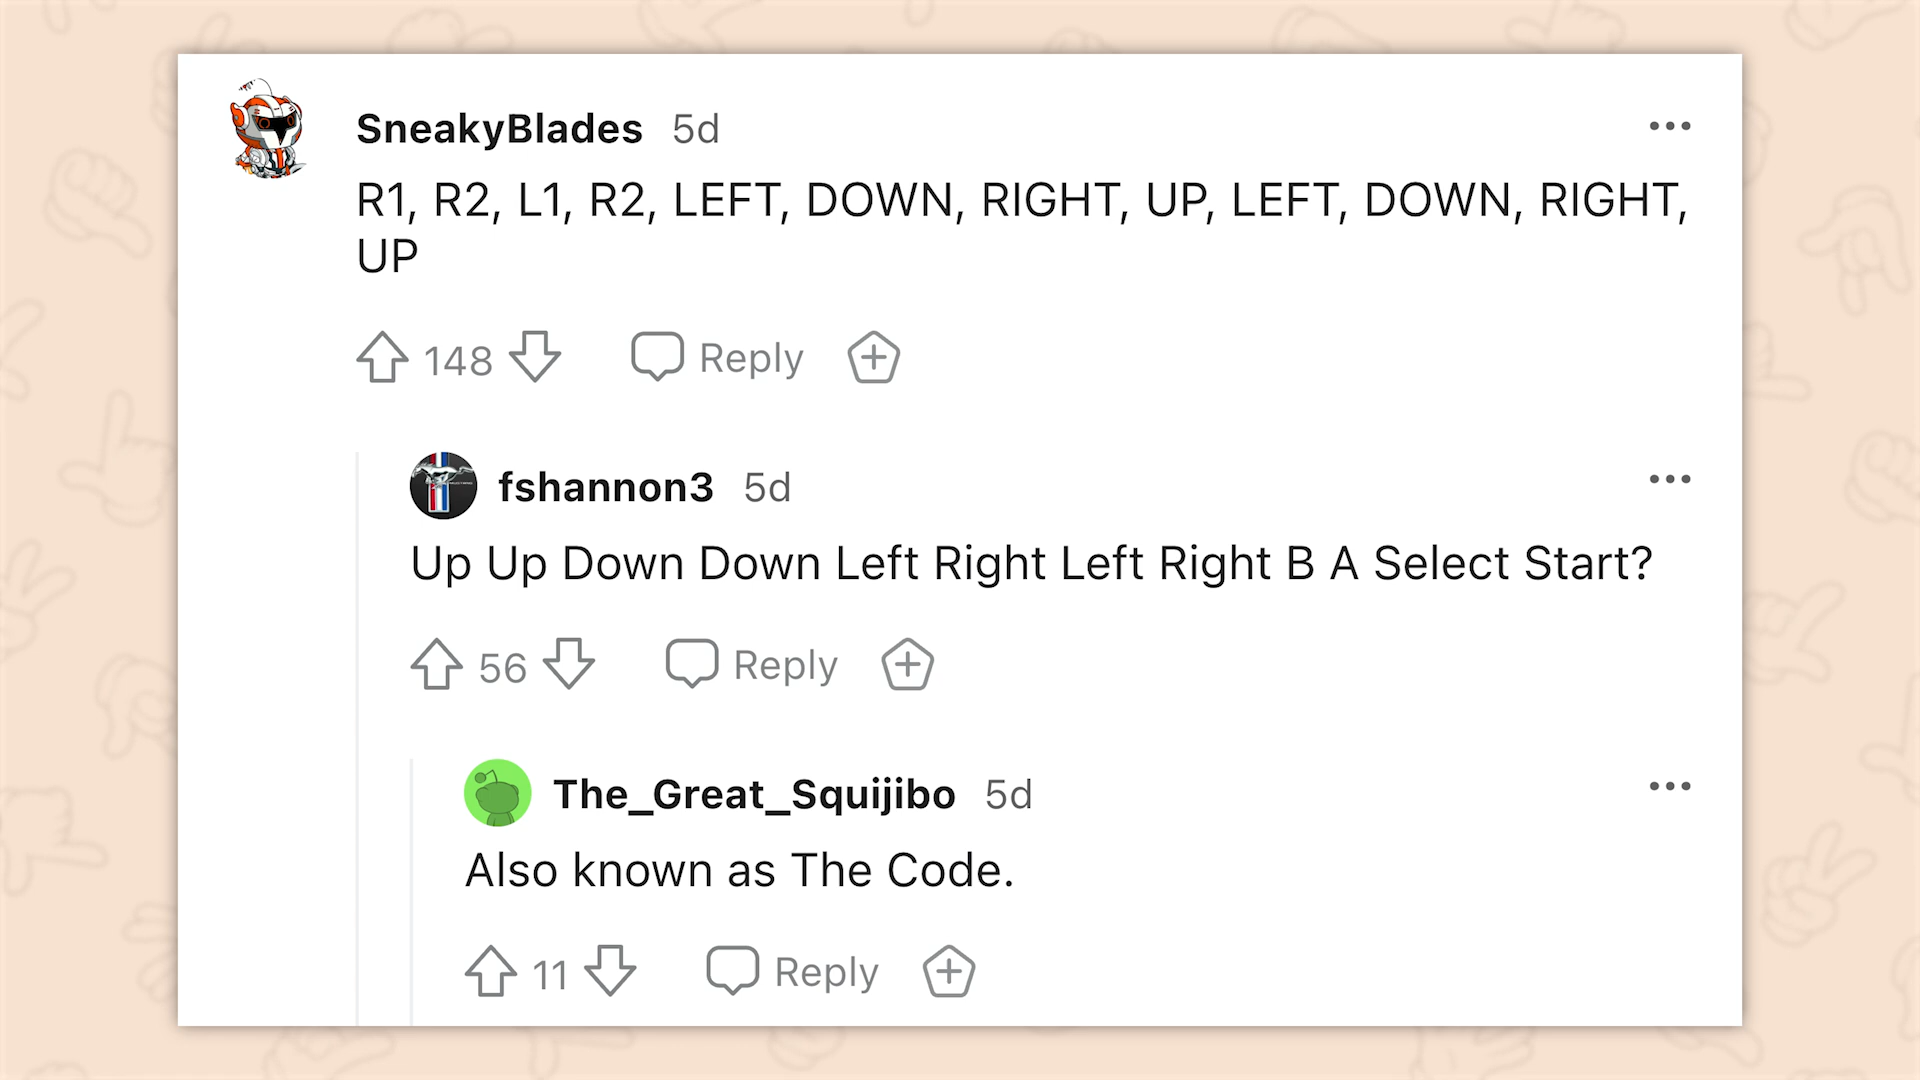 SneakyBlades 5d
R1, R2, L1, R2, LEFT, DOWN, RIGHT, UP, LEFT, DOWN, RIGHT,
UP
148 Reply
fshannon3 5d
Up Up Down Down Left Right Left Right B A Select Start?
56 Reply
The_Great_Squijibo 5d
Also known as The Code.
11 Reply